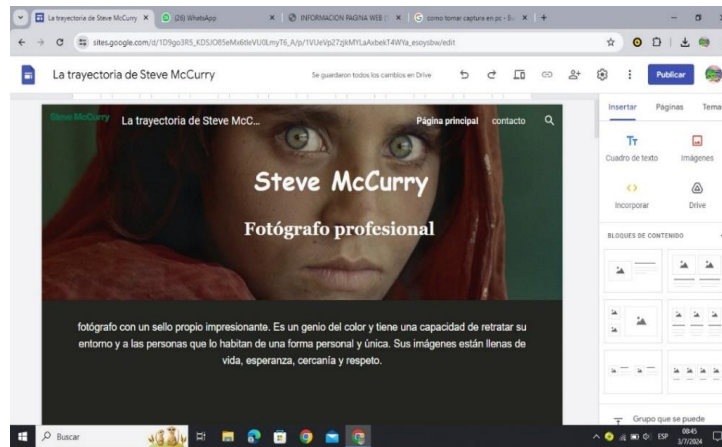 La trayectoria de Steve McCurry
(26) WhatsApp
INFORMACION PAGINA WEB
como tomar captura en pc - B
sites.google.com/d/1D9go3R5_KDSJO85eMx6tleVU0LmyT6_A/p/1VUeVp27zjkMYLaAxbekT4WYa_esoysbw/edit
La trayectoria de Steve McCurry
Se guardaron todos los cambios en Drive
Publicar
Insertar Páginas Tema
Steve McCurry
La trayectoria de Steve McC...
Página principal contacto
Steve McCurry
Fotógrafo profesional
Cuadro de texto Imágenes
Incorporar Drive
BLOQUES DE CONTENIDO
fotógrafo con un sello propio impresionante. Es un genio del color y tiene una capacidad de retratar su
entorno y a las personas que lo habitan de una forma personal y única. Sus imágenes están llenas de
vida, esperanza, cercanía y respeto.
Grupo que se puede
Buscar
ESP
08:45
3/7/2024